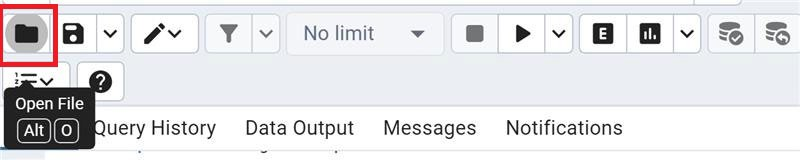 No limit
E
Open File
Alt O
Query History Data Output Messages Notifications